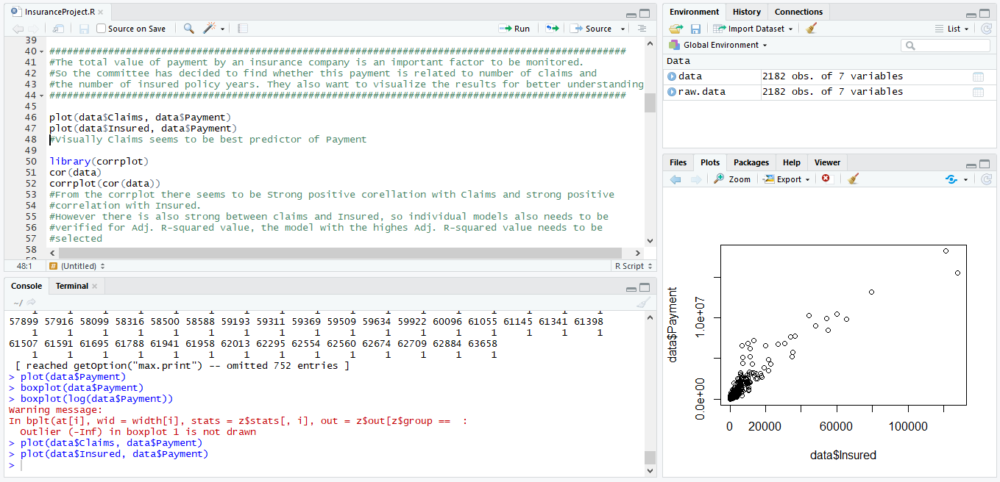 InsuranceProject.R
Source on Save
Run
Source
39
40 ##################################################################################################
41 #The total value of payment by an insurance company is an important factor to be monitored.
42 #So the committee has decided to find whether this payment is related to number of claims and
43 #the number of insured policy years. They also want to visualize the results for better understanding
44 ##################################################################################################
45
46 plot(data$Claims, data$Payment)
47 plot(data$Insured, data$Payment)
48 #Visually Claims seems to be best predictor of Payment
49
50 library(corrplot)
51 cor(data)
52 corrplot(cor(data))
53 #From the corrplot there seems to be Strong positive corellation with Claims and strong positive
54 #correlation with Insured.
55 #However there is also strong between claims and Insured, so individual models also needs to be
56 #verified for Adj. R-squared value, the model with the highes Adj. R-squared value needs to be
57 #selected
58
48:1 # (Untitled) R Script
Console Terminal
~/
57899 57916 58099 58316 58500 58588 59193 59311 59369 59509 59634 59922 60096 61055 61145 61341 61398
1 1 1 1 1 1 1 1 1 1 1 1 1 1 1 1 1
61507 61591 61695 61788 61941 61958 62013 62295 62554 62560 62674 62709 62884 63658
1 1 1 1 1 1 1 1 1 1 1 1 1 1
[ reached getOption("max.print") -- omitted 752 entries ]
> plot(data$Payment)
> boxplot(data$Payment)
> boxplot(log(data$Payment))
Warning message:
In bplt(at[i], wid = width[i], stats = z$stats[, i], out = z$out[z$group == :
Outlier (-Inf) in boxplot 1 is not drawn
> plot(data$Claims, data$Payment)
> plot(data$Insured, data$Payment)
>
Environment History Connections
Import Dataset List
Global Environment
Data
data 2182 obs. of 7 variables
raw.data 2182 obs. of 7 variables
Files Plots Packages Help Viewer
Zoom Export
data$Payment
1.0e+07
0.0e+00
0 20000 60000 100000
data$Insured